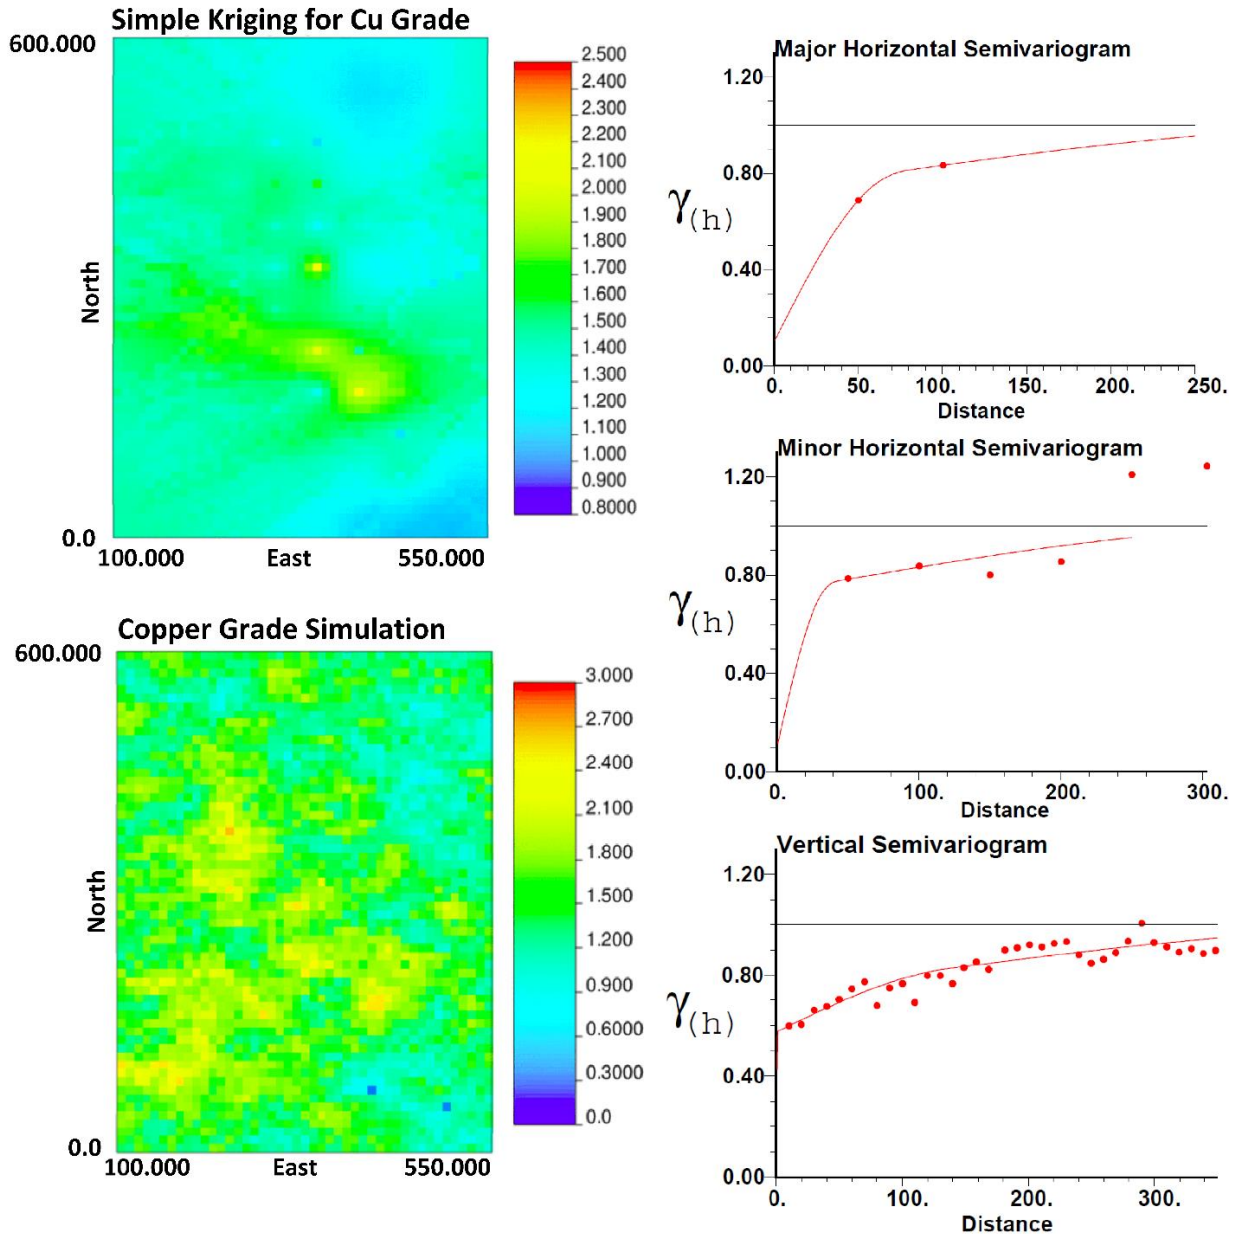 Simple Kriging for Cu Grade
600.000
North
0.0
100.000 East 550.000
2.500
2.400
2.300
2.200
2.100
2.000
1.900
1.800
1.700
1.600
1.500
1.400
1.300
1.200
1.100
1.000
0.900
0.8000
Major Horizontal Semivariogram
1.20
0.80
0.40
0.00
γ(h)
0. 50. 100. 150. 200. 250.
Distance
Minor Horizontal Semivariogram
1.20
0.80
0.40
0.00
γ(h)
0. 100. 200. 300.
Distance
Copper Grade Simulation
600.000
North
0.0
100.000 East 550.000
3.000
2.700
2.400
2.100
1.800
1.500
1.200
0.900
0.6000
0.3000
0.0
Vertical Semivariogram
1.20
0.80
0.40
0.00
γ(h)
0. 100. 200. 300.
Distance